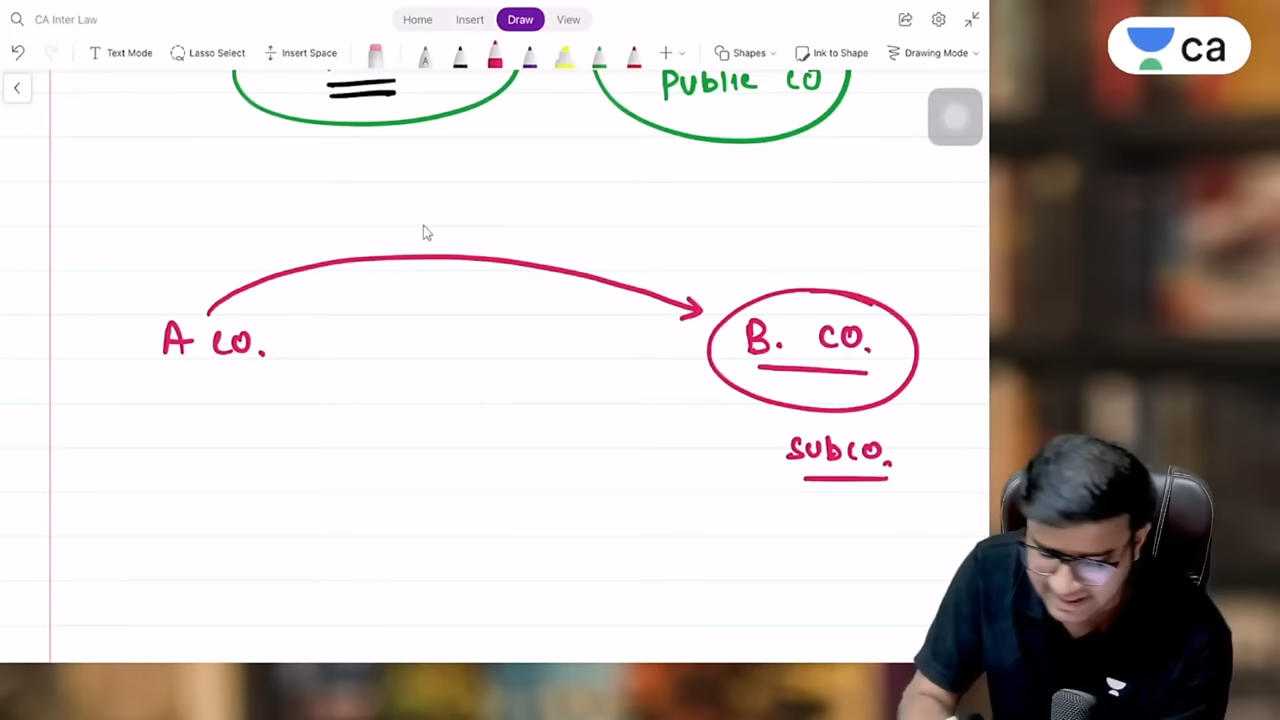 CA Inter Law
Home Insert Draw View
Text Mode Lasso Select Insert Space Shapes Ink to Shape Drawing Mode
ca
Public CO
A CO.
B. CO.
subco.